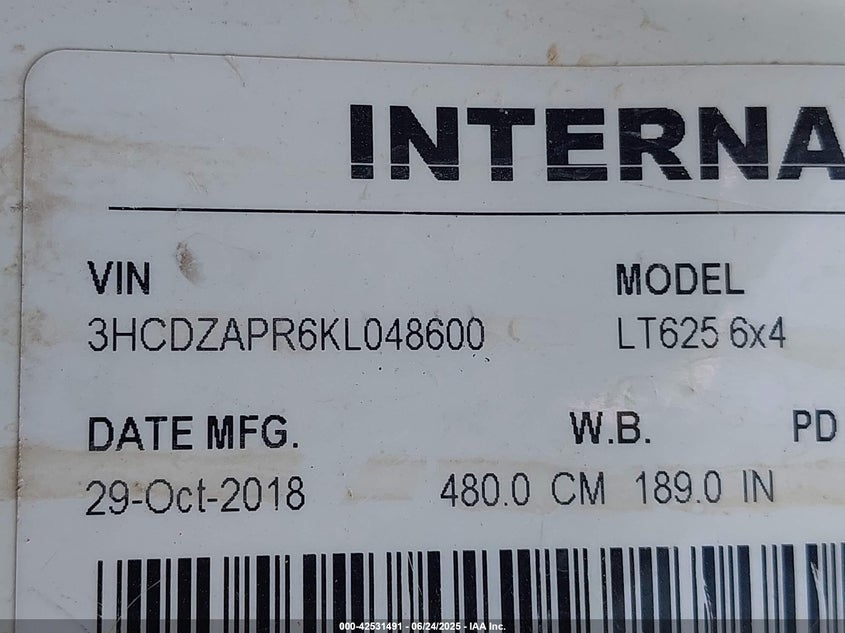 INTERNA
VIN MODEL
3HCDZAPR6KL048600 LT625 6x4
DATE MFG. W.B. PD
29-Oct-2018 480.0 CM 189.0 IN
000-42531491 - 06/24/2025 - IAA Inc.